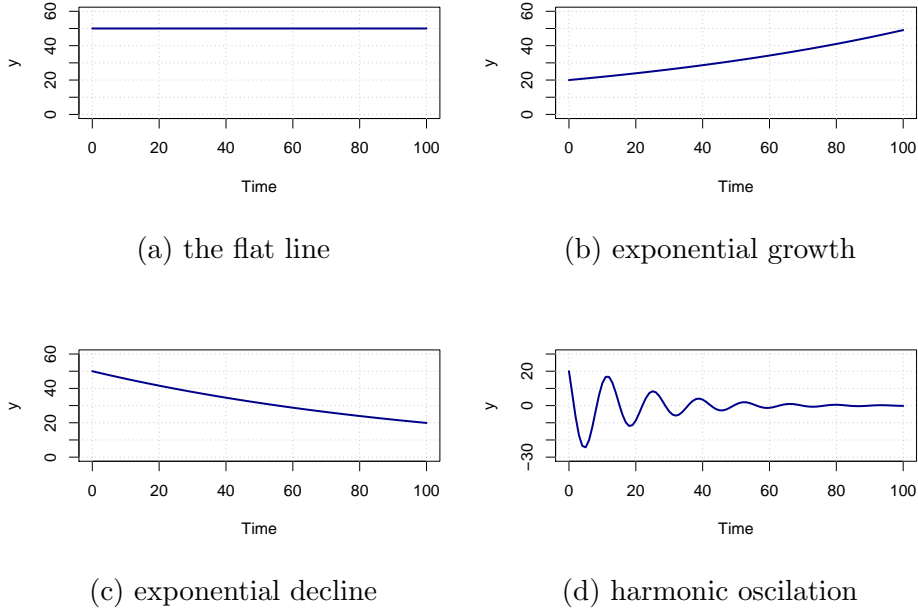 y
60
40
20
0
0 20 40 60 80 100
Time
(a) the flat line
y
60
40
20
0
0 20 40 60 80 100
Time
(b) exponential growth
y
60
40
20
0
0 20 40 60 80 100
Time
(c) exponential decline
y
20
0
−30
0 20 40 60 80 100
Time
(d) harmonic oscilation